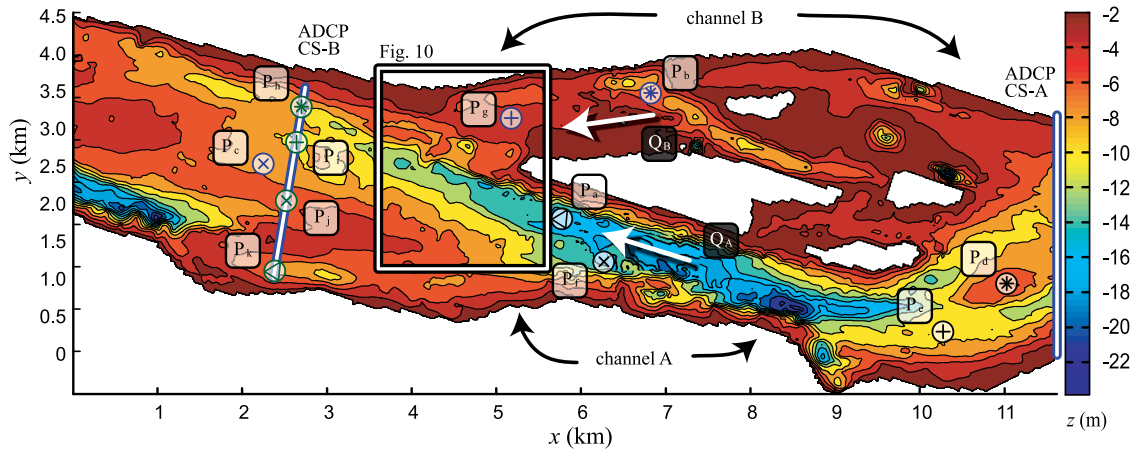 4.5
4.0
3.5
3.0
2.5
2.0
1.5
1.0
0.5
0
y (km)
1
2
3
4
5
6
7
8
9
10
11
x (km)
ADCP
CS-B
Fig. 10
channel B
ADCP
CS-A
channel A
Ph
Pc
Pi
Pj
Pk
Pg
Pb
QB
Pa
QA
Pf
Pd
Pe
-2
-4
-6
-8
-10
-12
-14
-16
-18
-20
-22
z (m)